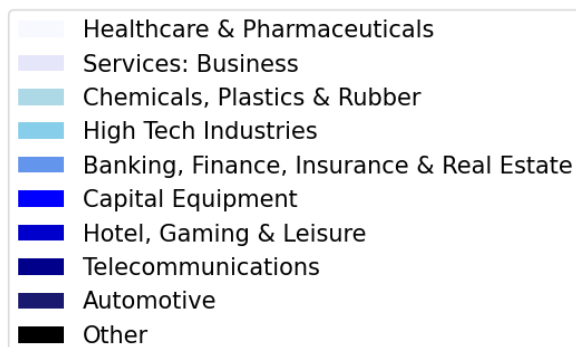 Healthcare & Pharmaceuticals
Services: Business
Chemicals, Plastics & Rubber
High Tech Industries
Banking, Finance, Insurance & Real Estate
Capital Equipment
Hotel, Gaming & Leisure
Telecommunications
Automotive
Other